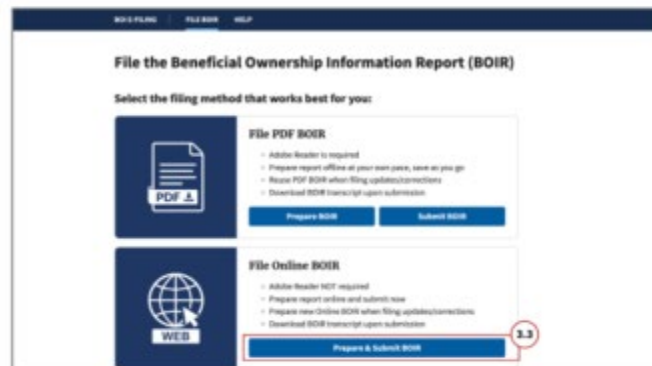 BOI E-FILING FILE BOIR HELP
File the Beneficial Ownership Information Report (BOIR)
Select the filing method that works best for you:
File PDF BOIR
Adobe Reader is required
Prepare report offline at your own pace, save as you go
Reuse PDF BOIR when filing updates/corrections
Download BOIR transcript upon submission
PDF
Prepare BOIR Submit BOIR
File Online BOIR
Adobe Reader NOT required
Prepare report online and submit now
Prepare new Online BOIR when filing updates/corrections
Download BOIR transcript upon submission
WEB
Prepare & Submit BOIR
3.3